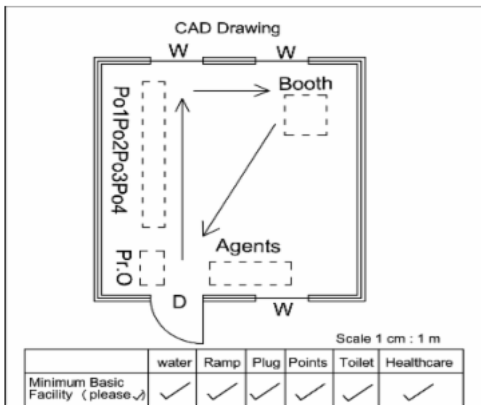 CAD Drawing
W W
Booth
Po1Po2Po3Po4
Agents
Pr.O
D
W
Scale 1 cm : 1 m
water Ramp Plug Points Toilet Healthcare
Minimum Basic
Facility (please ✓) ✓ ✓ ✓ ✓ ✓ ✓